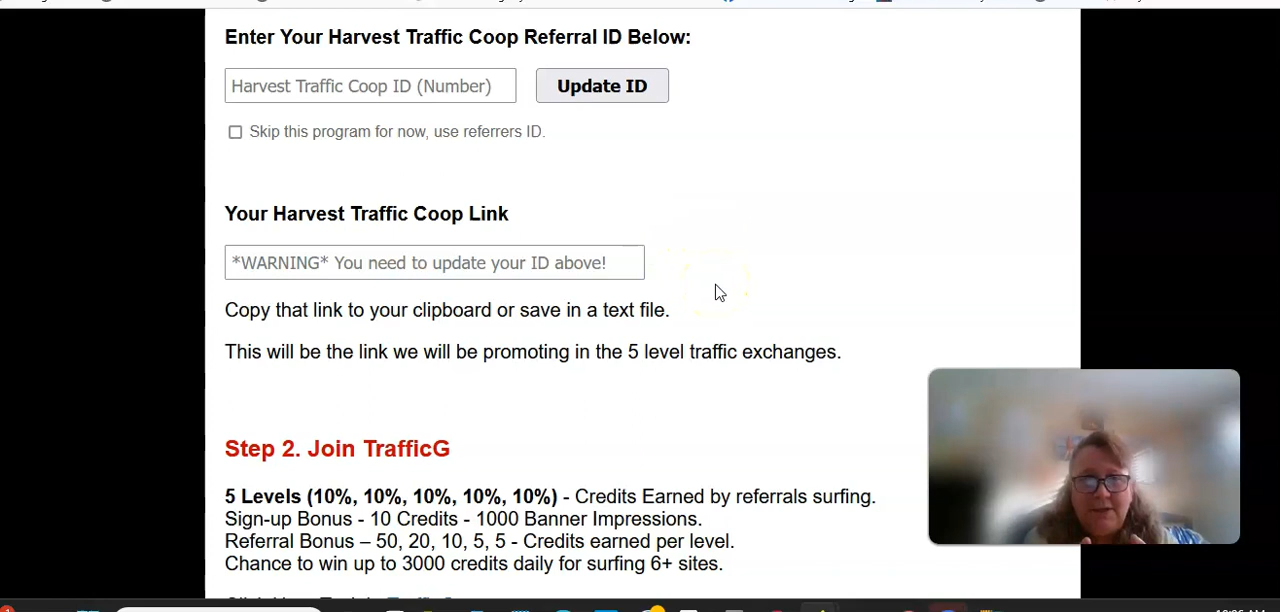 Enter Your Harvest Traffic Coop Referral ID Below:
Harvest Traffic Coop ID (Number) Update ID
Skip this program for now, use referrers ID.
Your Harvest Traffic Coop Link
*WARNING* You need to update your ID above!
Copy that link to your clipboard or save in a text file.
This will be the link we will be promoting in the 5 level traffic exchanges.
Step 2. Join TrafficG
5 Levels (10%, 10%, 10%, 10%, 10%) - Credits Earned by referrals surfing.
Sign-up Bonus - 10 Credits - 1000 Banner Impressions.
Referral Bonus – 50, 20, 10, 5, 5 - Credits earned per level.
Chance to win up to 3000 credits daily for surfing 6+ sites.